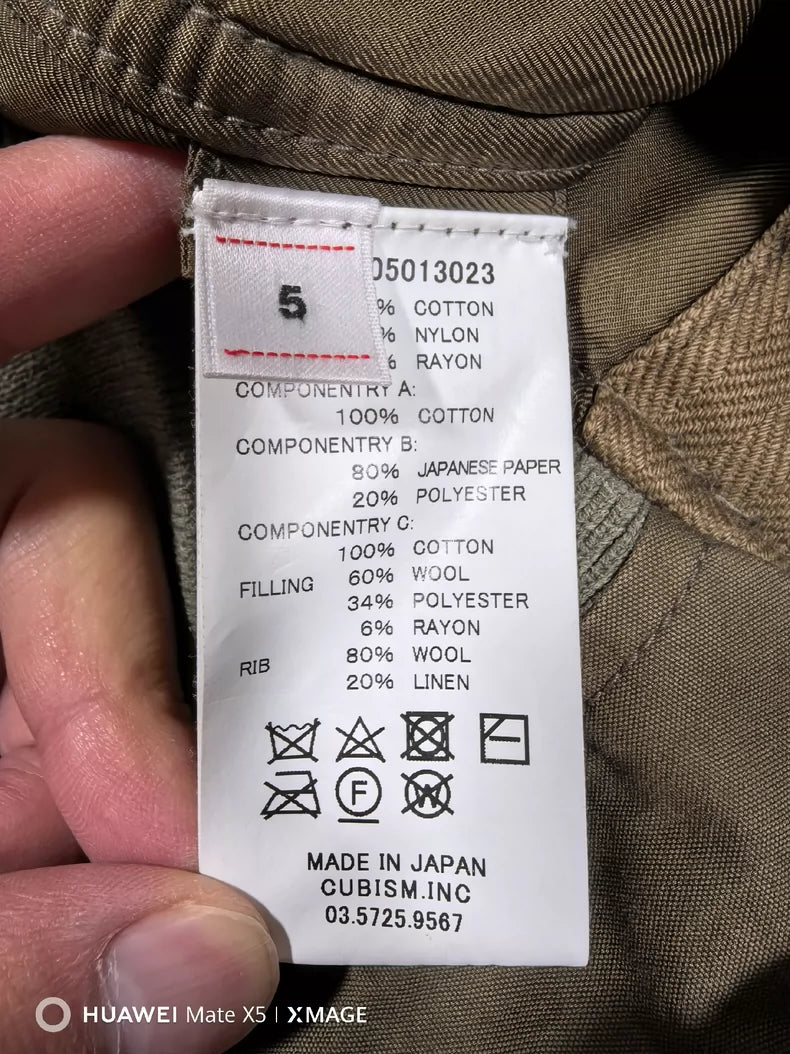 5
05013023
% COTTON
% NYLON
% RAYON
COMPONENTRY A:
100% COTTON
COMPONENTRY B:
80% JAPANESE PAPER
20% POLYESTER
COMPONENTRY C:
100% COTTON
FILLING 60% WOOL
34% POLYESTER
6% RAYON
RIB 80% WOOL
20% LINEN
F
W
MADE IN JAPAN
CUBISM.INC
03.5725.9567
HUAWEI Mate X5 | XMAGE